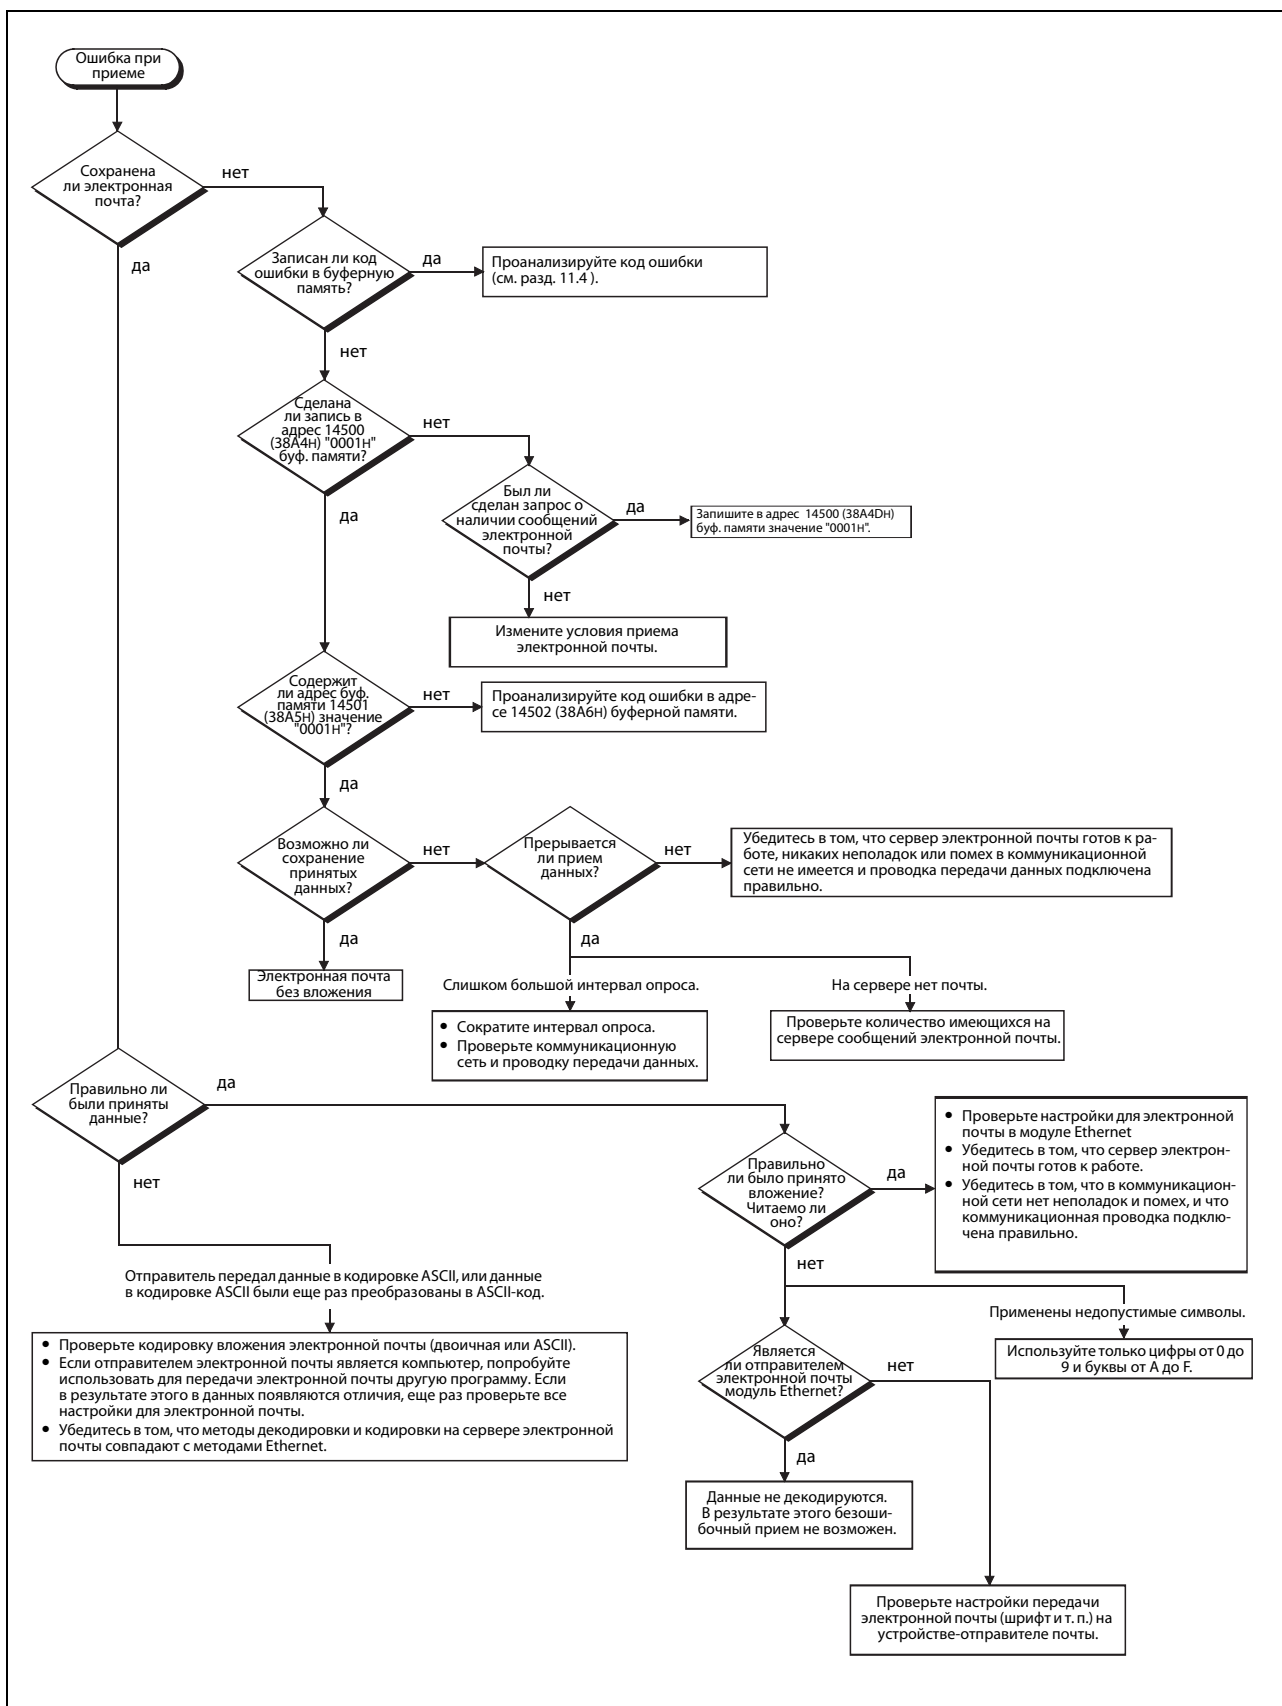 Ошибка при
приеме
Сохранена
ли электронная
почта?
нет
да
Записан ли код
ошибки в буферную
память?
да
Проанализируйте код ошибки
(см. разд. 11.4 ).
нет
Сделана
ли запись в
адрес 14500
(38A4H) "0001H"
буф. памяти?
нет
да
Был ли
сделан запрос о
наличии сообщений
электронной
почты?
да
Запишите в адрес 14500 (38A4DH)
буф. памяти значение "0001H".
нет
Измените условия приема
электронной почты.
Содержит
ли адрес буф.
памяти 14501
(38A5H) значение
"0001H"?
нет
Проанализируйте код ошибки в адре-
се 14502 (38A6H) буферной памяти.
да
Возможно ли
сохранение
принятых
данных?
нет
Прерывается
ли прием
данных?
нет
Убедитесь в том, что сервер электронной почты готов к ра-
боте, никаких неполадок или помех в коммуникационной
сети не имеется и проводка передачи данных подключена
правильно.
да
Электронная почта
без вложения
да
Слишком большой интервал опроса.
На сервере нет почты.
• Сократите интервал опроса.
• Проверьте коммуникационную
сеть и проводку передачи данных.
Проверьте количество имеющихся на
сервере сообщений электронной почты.
Правильно ли
были приняты
данные?
да
нет
Правильно
ли было принято
вложение?
Читаемо ли
оно?
да
• Проверьте настройки для электронной
почты в модуле Ethernet
• Убедитесь в том, что сервер электрон-
ной почты готов к работе.
• Убедитесь в том, что в коммуникацион-
ной сети нет неполадок и помех, и что
коммуникационная проводка подклю-
чена правильно.
нет
Отправитель передал данные в кодировке ASCII, или данные
в кодировке ASCII были еще раз преобразованы в ASCII-код.
• Проверьте кодировку вложения электронной почты (двоичная или ASCII).
• Если отправителем электронной почты является компьютер, попробуйте
использовать для передачи электронной почты другую программу. Если
в результате этого в данных появляются отличия, еще раз проверьте все
настройки для электронной почты.
• Убедитесь в том, что методы декодировки и кодировки на сервере электронной
почты совпадают с методами Ethernet.
Применены недопустимые символы.
Используйте только цифры от 0 до
9 и буквы от A до F.
Является
ли отправителем
электронной почты
модуль Ethernet?
нет
да
Данные не декодируются.
В результате этого безоши-
бочный прием не возможен.
Проверьте настройки передачи
электронной почты (шрифт и т. п.) на
устройстве-отправителе почты.